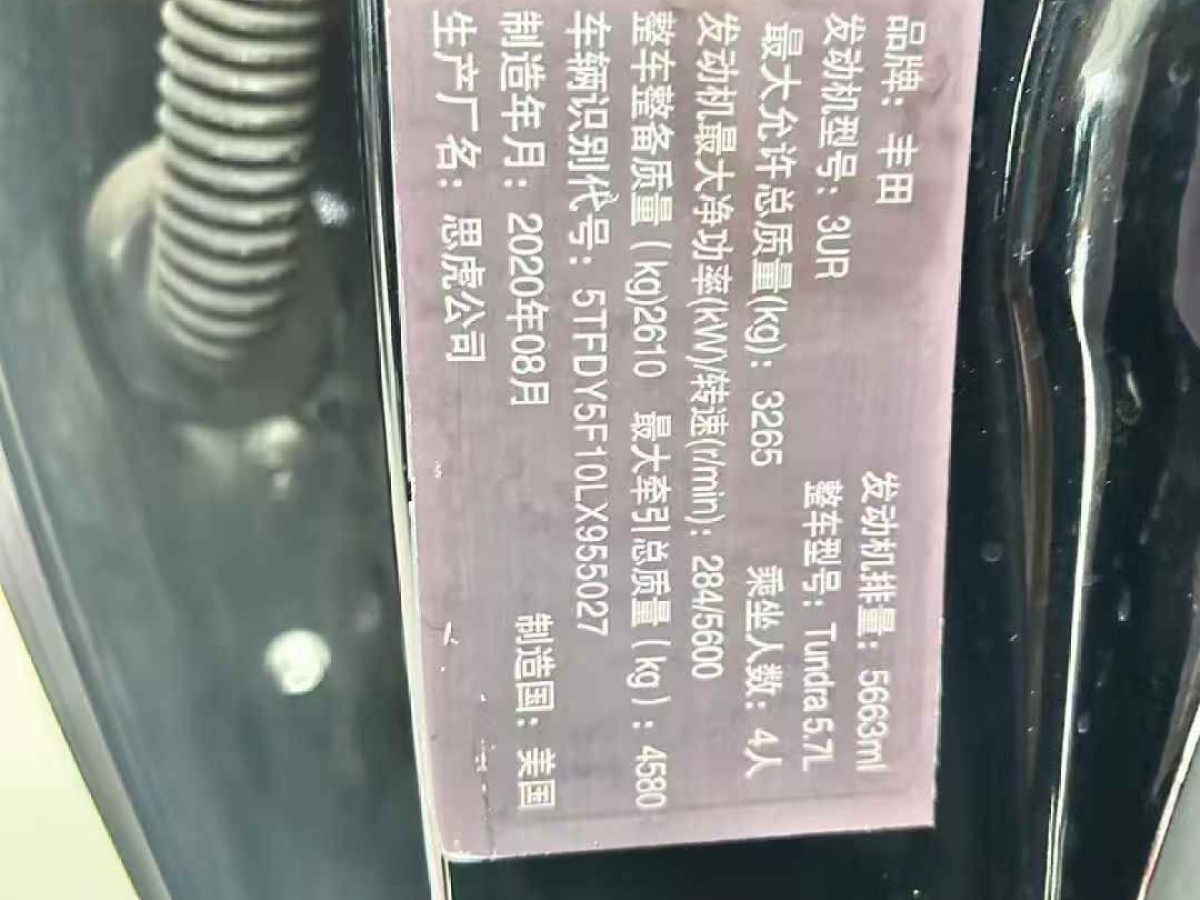 品牌：丰田
发动机型号：3UR 发动机排量：5663ml
最大允许总质量(kg)：3265 整车型号：Tundra 5.7L
发动机最大净功率(kW)/转速(r/min)：284/5600 乘坐人数：4人
整车整备质量（kg)2610 最大牵引总质量（kg）：4580
车辆识别代号：5TFDY5F10LX955027
制造年月：2020年08月 制造国：美国
生产厂名：思虎公司